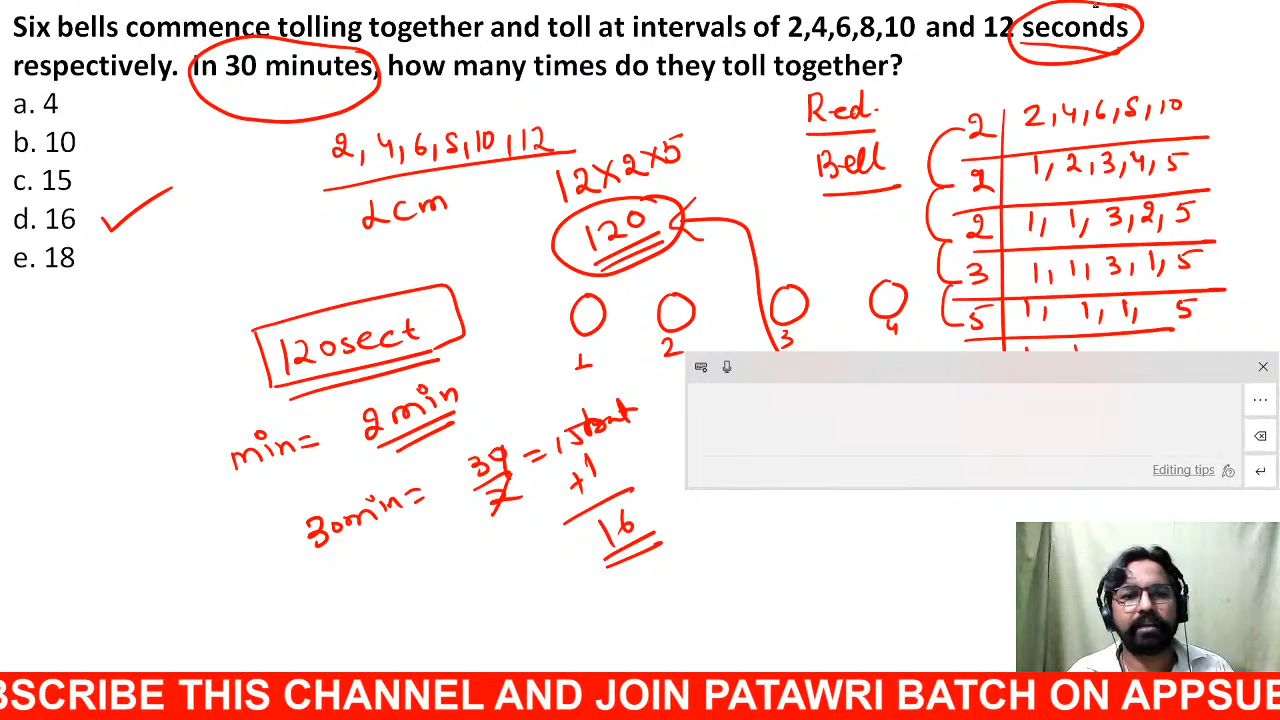 Six bells commence tolling together and toll at intervals of 2,4,6,8,10 and 12 seconds
respectively. In 30 minutes, how many times do they toll together?
a. 4
b. 10
c. 15
d. 16
e. 18
2, 4, 6, 8, 10, 12
LCM
12×2×5
120
Red.
Bell
2 2, 4, 6, 8, 10
2 1, 2, 3, 4, 5
2 1, 1, 3, 2, 5
3 1, 1, 3, 1, 5
5 1, 1, 1, 5
1 2 3 4
120sect
min= 2min
30min= 30/2 = 15
+1
16
Editing tips
BSCRIBE THIS CHANNEL AND JOIN PATAWRI BATCH ON APPSUB